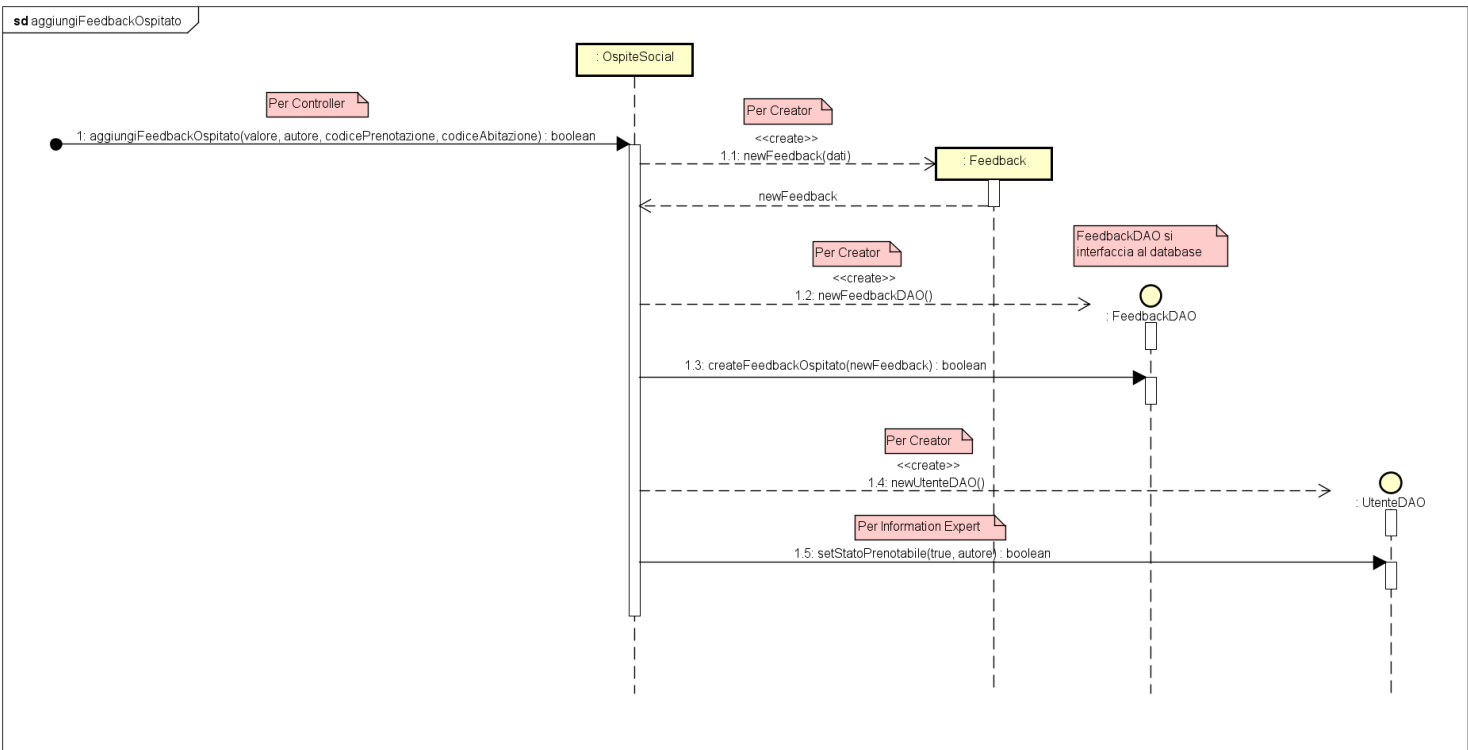 sd aggiungiFeedbackOspitato
: OspiteSocial
Per Controller
1: aggiungiFeedbackOspitato(valore, autore, codicePrenotazione, codiceAbitazione) : boolean
Per Creator
<<create>>
1.1: newFeedback(dati)
: Feedback
newFeedback
FeedbackDAO si
interfaccia al database
Per Creator
<<create>>
1.2: newFeedbackDAO()
: FeedbackDAO
1.3: createFeedbackOspitato(newFeedback) : boolean
Per Creator
<<create>>
1.4: newUtenteDAO()
: UtenteDAO
Per Information Expert
1.5: setStatoPrenotabile(true, autore) : boolean